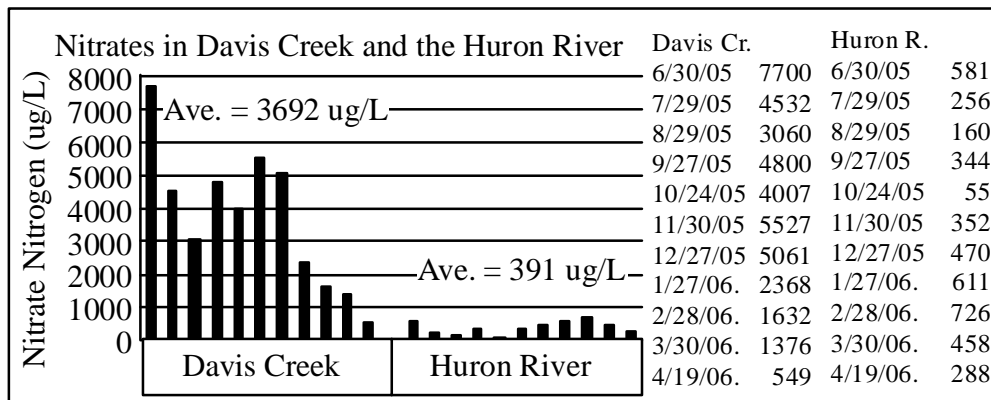 Nitrates in Davis Creek and the Huron River
Nitrate Nitrogen (ug/L)
8000
7000
6000
5000
4000
3000
2000
1000
0
Ave. = 3692 ug/L
Ave. = 391 ug/L
Davis Creek Huron River
Davis Cr. Huron R.
6/30/05 7700 6/30/05 581
7/29/05 4532 7/29/05 256
8/29/05 3060 8/29/05 160
9/27/05 4800 9/27/05 344
10/24/05 4007 10/24/05 55
11/30/05 5527 11/30/05 352
12/27/05 5061 12/27/05 470
1/27/06. 2368 1/27/06. 611
2/28/06. 1632 2/28/06. 726
3/30/06. 1376 3/30/06. 458
4/19/06. 549 4/19/06. 288